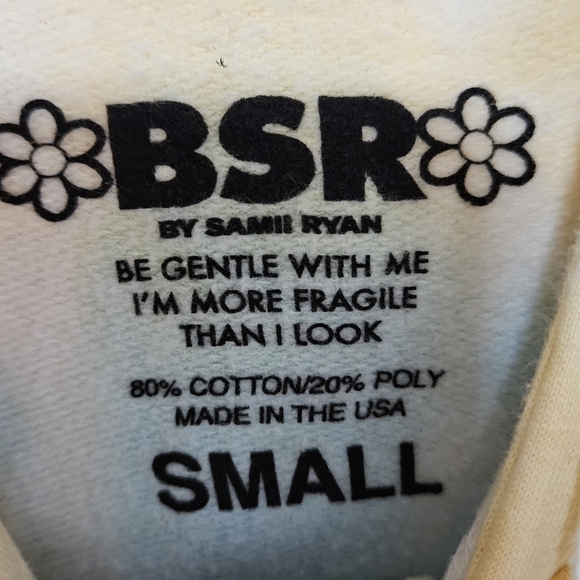 BSR
BY SAMII RYAN
BE GENTLE WITH ME
I'M MORE FRAGILE
THAN I LOOK
80% COTTON/20% POLY
MADE IN THE USA
SMALL